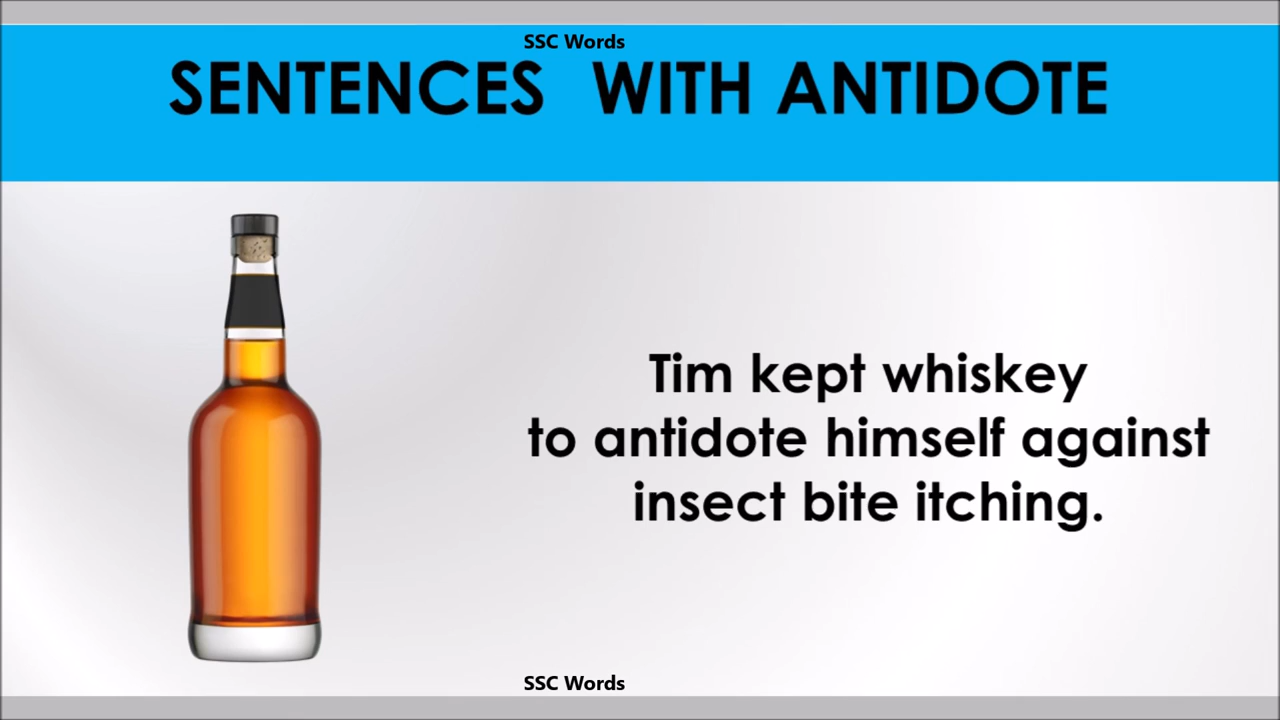 SSC Words
SENTENCES WITH ANTIDOTE
Tim kept whiskey
to antidote himself against
insect bite itching.
SSC Words